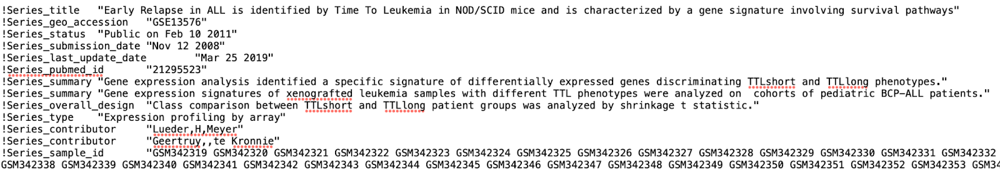 !Series_title "Early Relapse in ALL is identified by Time To Leukemia in NOD/SCID mice and is characterized by a gene signature involving survival pathways"
!Series_geo_accession "GSE13576"
!Series_status "Public on Feb 10 2011"
!Series_submission_date "Nov 12 2008"
!Series_last_update_date "Mar 25 2019"
!Series_pubmed_id "21295523"
!Series_summary "Gene expression analysis identified a specific signature of differentially expressed genes discriminating TTLshort and TTLlong phenotypes."
!Series_summary "Gene expression signatures of xenografted leukemia samples with different TTL phenotypes were analyzed on  cohorts of pediatric BCP-ALL patients."
!Series_overall_design "Class comparison between TTLshort and TTLlong patient groups was analyzed by shrinkage t statistic."
!Series_type "Expression profiling by array"
!Series_contributor "Lueder,H,Meyer"
!Series_contributor "Geertruy,,te Kronnie"
!Series_sample_id "GSM342319 GSM342320 GSM342321 GSM342322 GSM342323 GSM342324 GSM342325 GSM342326 GSM342327 GSM342328 GSM342329 GSM342330 GSM342331 GSM342332
GSM342338 GSM342339 GSM342340 GSM342341 GSM342342 GSM342343 GSM342344 GSM342345 GSM342346 GSM342347 GSM342348 GSM342349 GSM342350 GSM342351 GSM342352 GSM342353